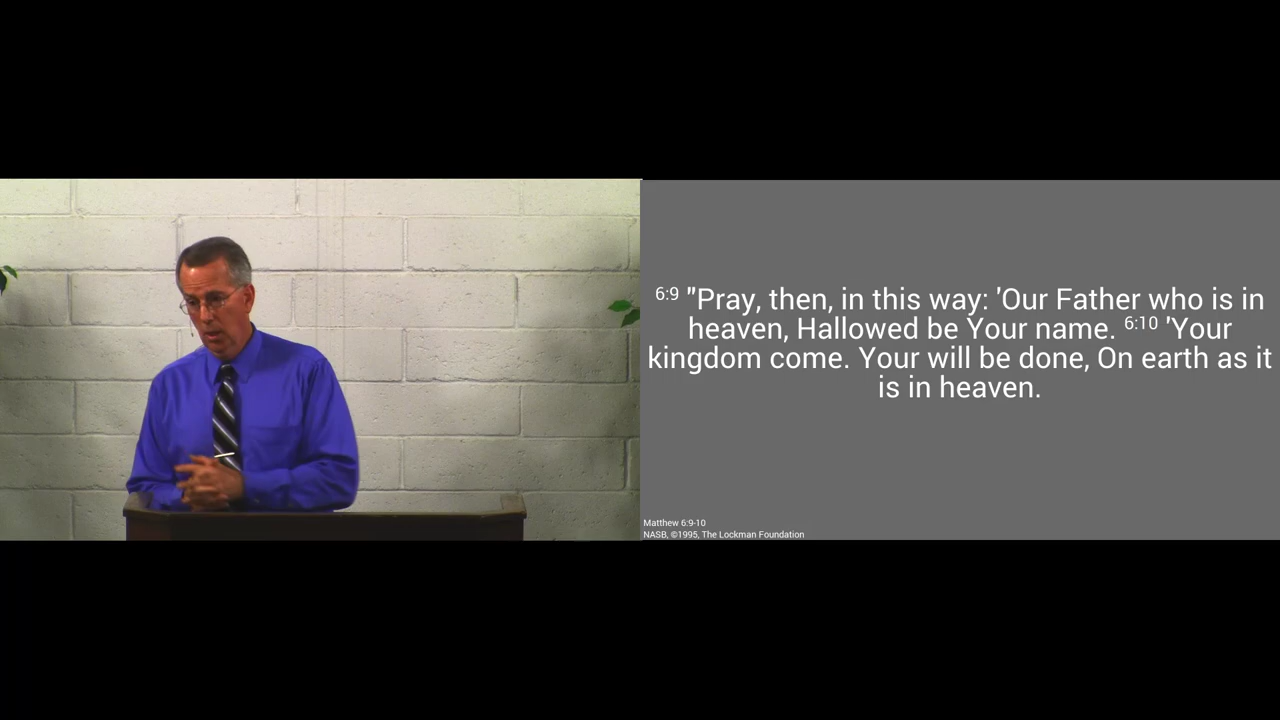 6:9 "Pray, then, in this way: 'Our Father who is in
heaven, Hallowed be Your name. 6:10 'Your
kingdom come. Your will be done, On earth as it
is in heaven.
Matthew 6:9-10
NASB, ©1995, The Lockman Foundation